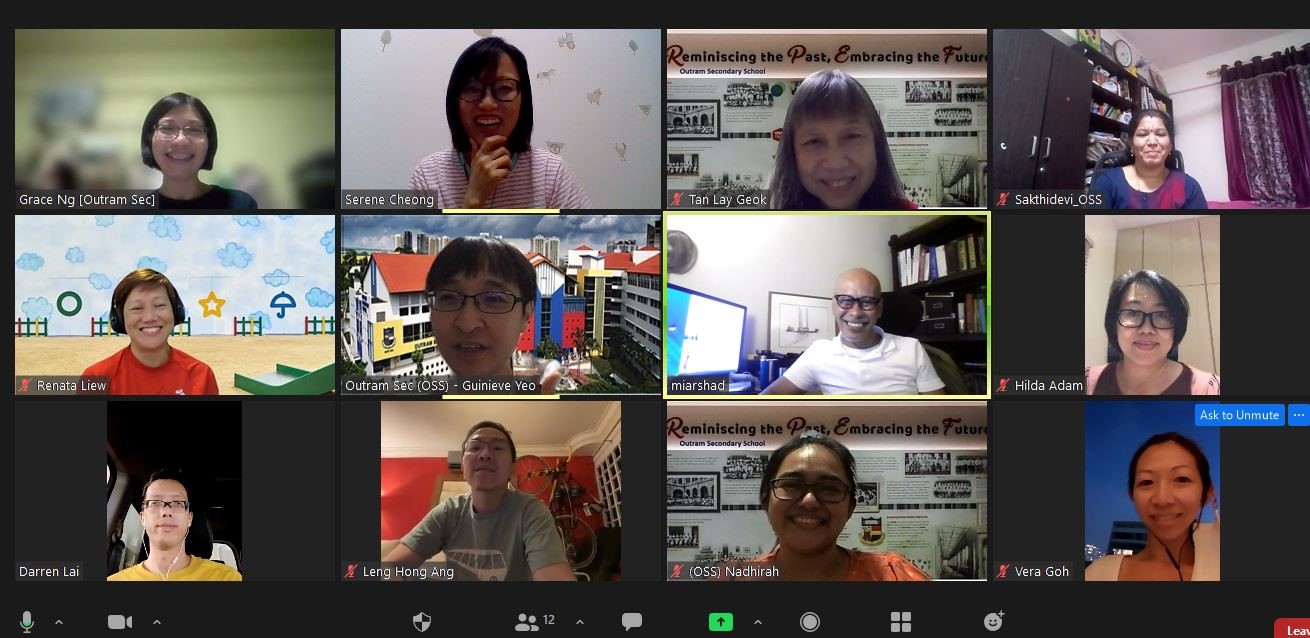 Grace Ng [Outram Sec]
Serene Cheong
Reminiscing the Past, Embracing the Future
Outram Secondary School
Tan Lay Geok
Sakthidevi_OSS
Renata Liew
OUTRAM
Outram Sec (OSS) - Guinieve Yeo
miarshad
Hilda Adam
Ask to Unmute
Darren Lai
Leng Hong Ang
Reminiscing the Past, Embracing the Future
Outram Secondary School
(OSS) Nadhirah
Vera Goh
12
Leav